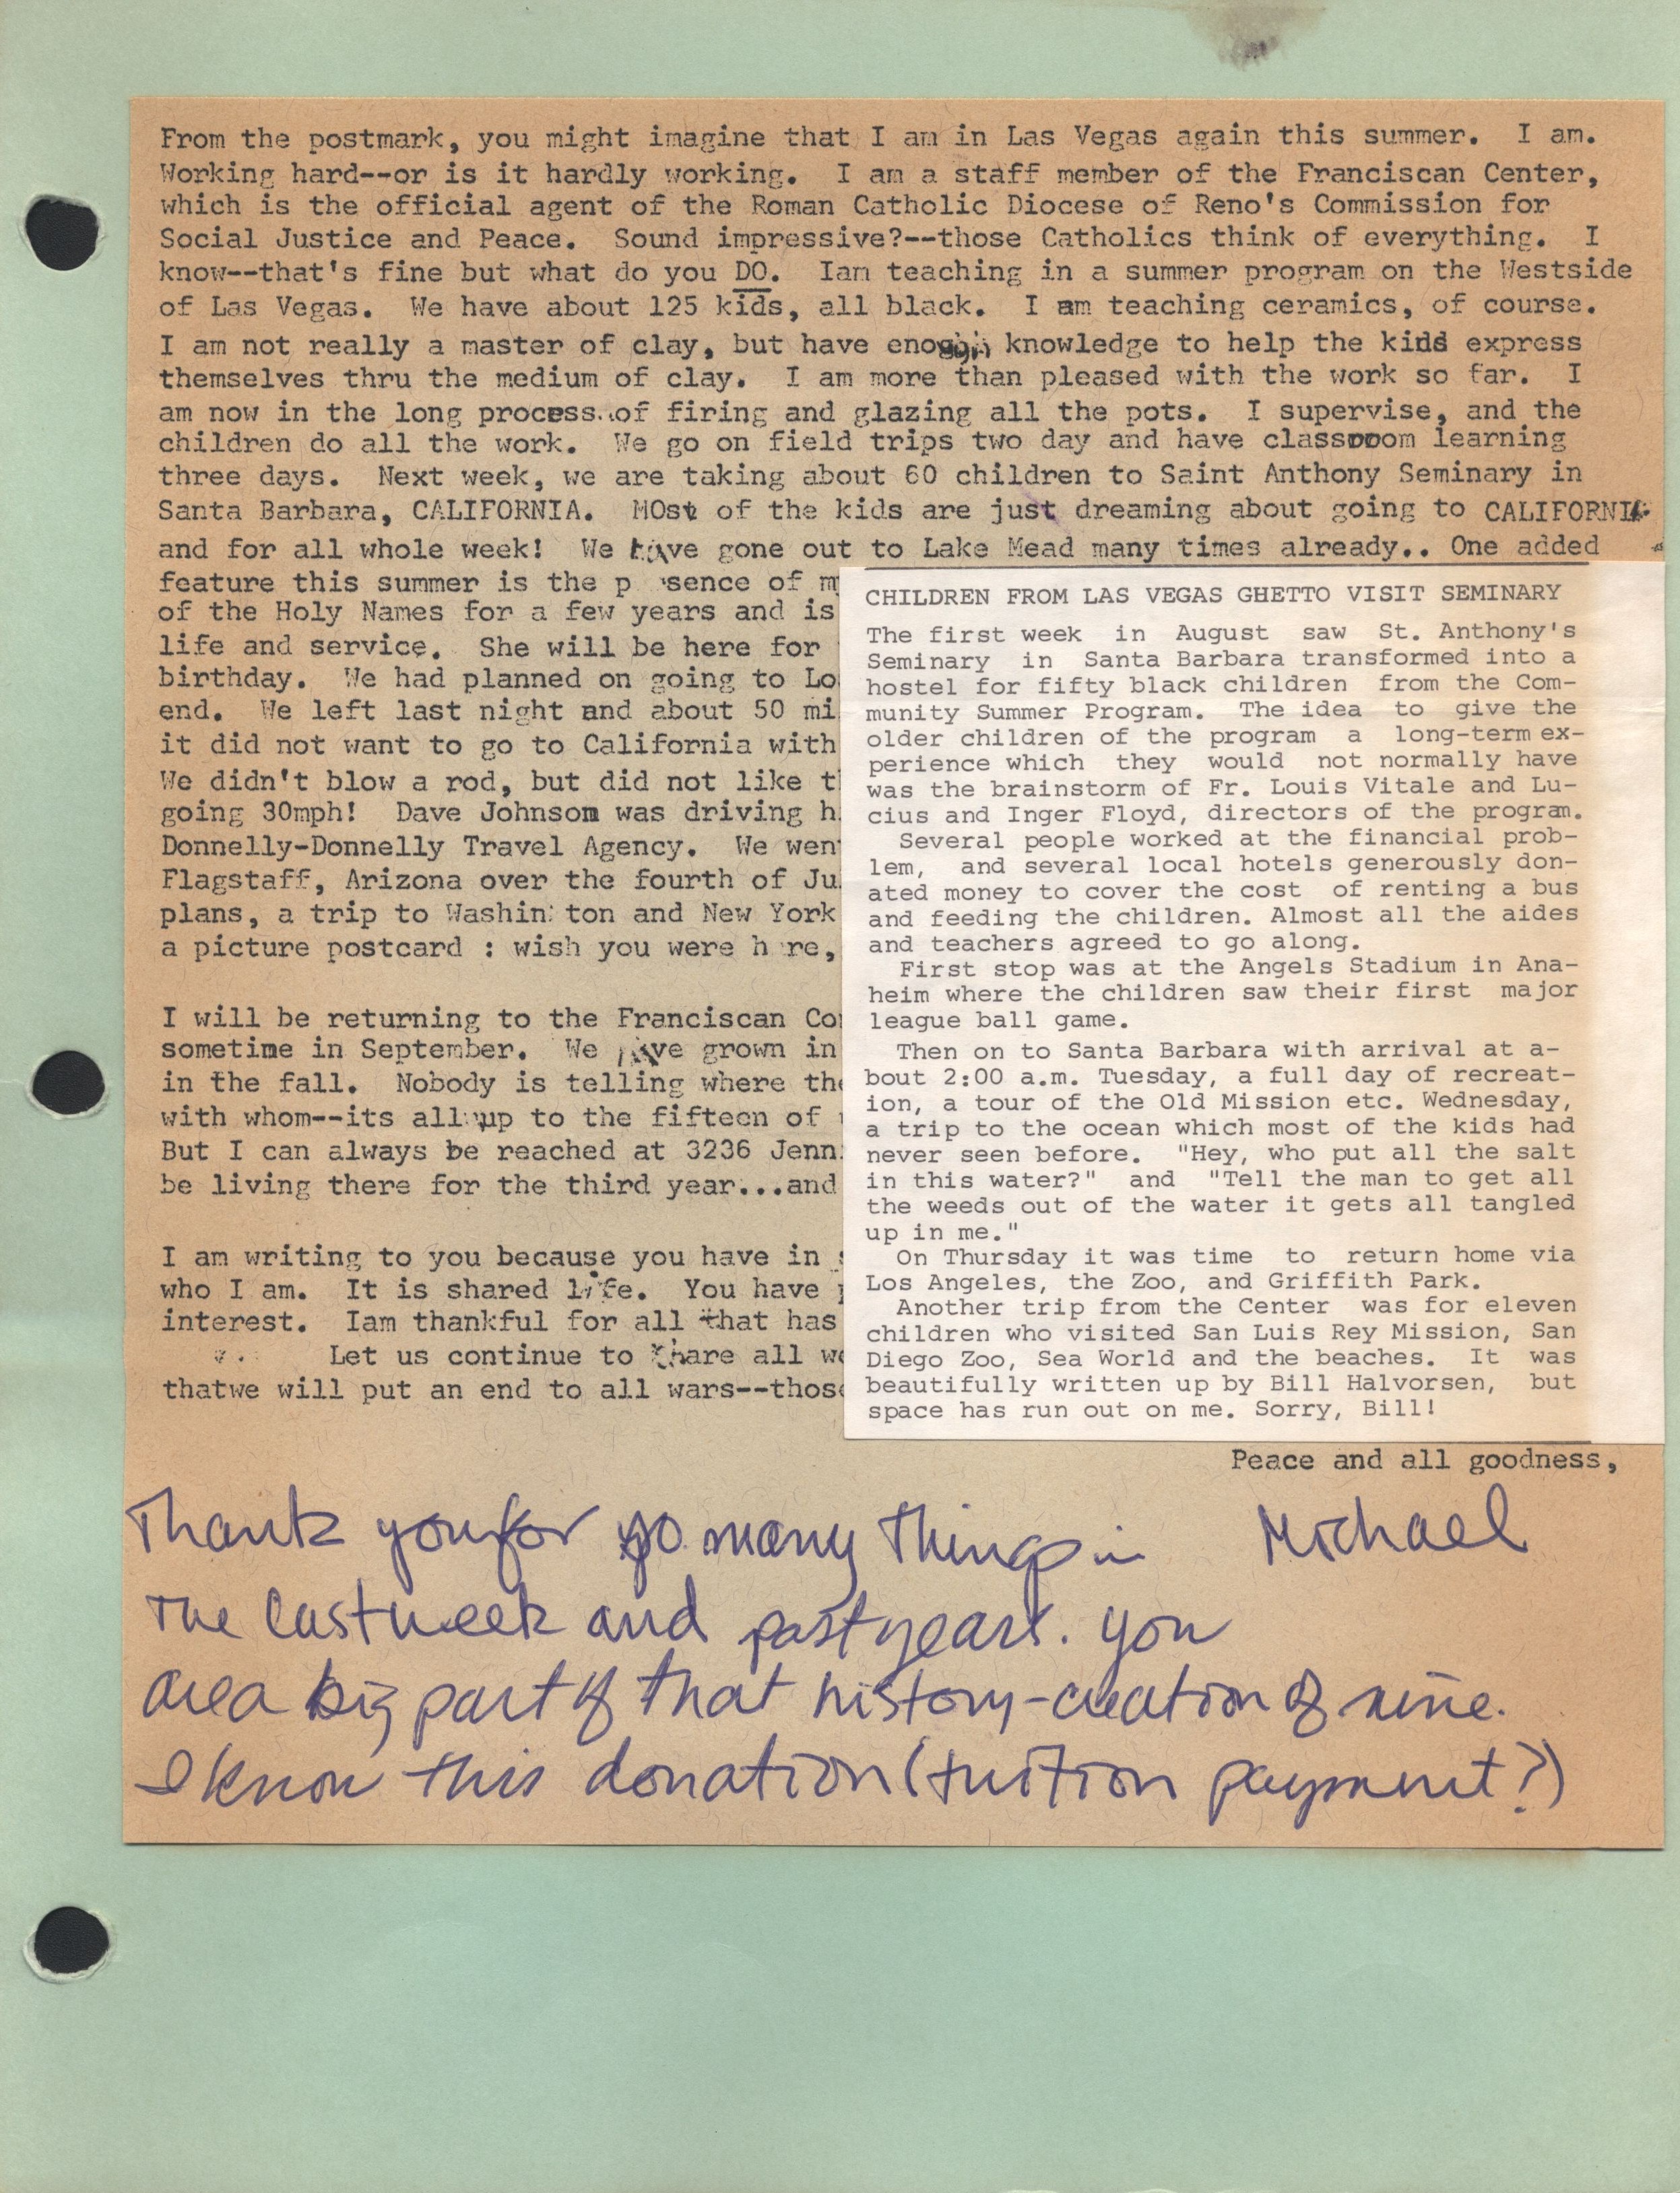 From the postmark, you might imagine that I am in Las Vegas again this summer. I am.
Working hard--or is it hardly working. I am a staff member of the Franciscan Center,
which is the official agent of the Roman Catholic Diocese of Reno's Commission for
Social Justice and Peace. Sound impressive?--those Catholics think of everything. I
know--that's fine but what do you DO. Iam teaching in a summer program on the Westside
of Las Vegas. We have about 125 kids, all black. I am teaching ceramics, of course.
I am not really a master of clay, but have enough knowledge to help the kids express
themselves thru the medium of clay. I am more than pleased with the work so far. I
am now in the long process of firing and glazing all the pots. I supervise, and the
children do all the work. We go on field trips two day and have classroom learning
three days. Next week, we are taking about 60 children to Saint Anthony Seminary in
Santa Barbara, CALIFORNIA. MOst of the kids are just dreaming about going to CALIFORNIA
and for all whole week! We have gone out to Lake Mead many times already.. One added
feature this summer is the p sence of
of the Holy Names for a few years and is
life and service. She will be here for
birthday. We had planned on going to
end. We left last night and about 50
it did not want to go to California with
We didn't blow a rod, but did not like
going 30mph! Dave Johnson was driving
Donnelly-Donnelly Travel Agency. We
Flagstaff, Arizona over the fourth of
plans, a trip to Washin ton and New York
a picture postcard : wish you were h re,
I will be returning to the Franciscan
sometime in September. We have grown in
in the fall. Nobody is telling where
with whom--its all up to the fifteen of
But I can always be reached at 3236
be living there for the third year...and
I am writing to you because you have in
who I am. It is shared life. You have
interest. Iam thankful for all that has
Let us continue to share all
thatwe will put an end to all wars--
CHILDREN FROM LAS VEGAS GHETTO VISIT SEMINARY
The first week in August saw St. Anthony's
Seminary in Santa Barbara transformed into a
hostel for fifty black children from the Com-
munity Summer Program. The idea to give the
older children of the program a long-term ex-
perience which they would not normally have
was the brainstorm of Fr. Louis Vitale and Lu-
cius and Inger Floyd, directors of the program.
Several people worked at the financial prob-
lem, and several local hotels generously don-
ated money to cover the cost of renting a bus
and feeding the children. Almost all the aides
and teachers agreed to go along.
First stop was at the Angels Stadium in Ana-
heim where the children saw their first major
league ball game.
Then on to Santa Barbara with arrival at a-
bout 2:00 a.m. Tuesday, a full day of recreat-
ion, a tour of the Old Mission etc. Wednesday,
a trip to the ocean which most of the kids had
never seen before. "Hey, who put all the salt
in this water?" and "Tell the man to get all
the weeds out of the water it gets all tangled
up in me."
On Thursday it was time to return home via
Los Angeles, the Zoo, and Griffith Park.
Another trip from the Center was for eleven
children who visited San Luis Rey Mission, San
Diego Zoo, Sea World and the beaches. It was
beautifully written up by Bill Halvorsen, but
space has run out on me. Sorry, Bill!
Peace and all goodness,
Michael
Thank you for so many things in
the last week and past years. You
are a big part of that history-creation of mine.
I know this donation (tuition payment?)